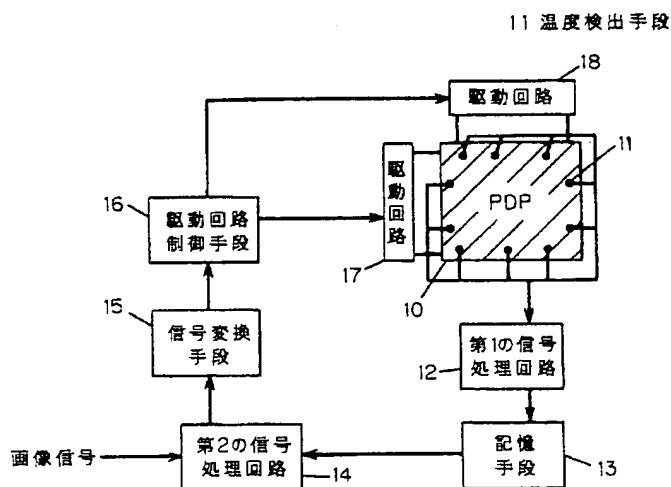 11 温度検出手段
18
駆動回路
11
駆動回路
PDP
16
駆動回路
制御手段
17
10
15
信号変換
手段
第1の信号
処理回路
12
画像信号
第2の信号
処理回路
14
記憶
手段
13